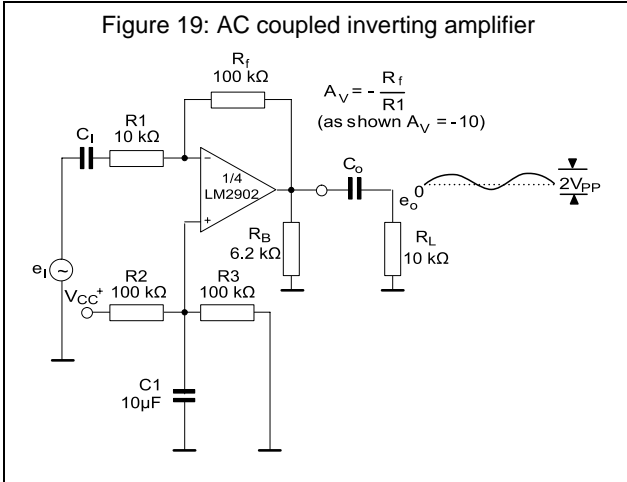 Figure 19: AC coupled inverting amplifier
Rf
100 kΩ
AV = - Rf
R1
(as shown AV = -10)
CI
R1
10 kΩ
1/4
LM2902
-
+
Co
eo
0
2VPP
RB
6.2 kΩ
RL
10 kΩ
eI
~
VCC+
R2
100 kΩ
R3
100 kΩ
C1
10µF